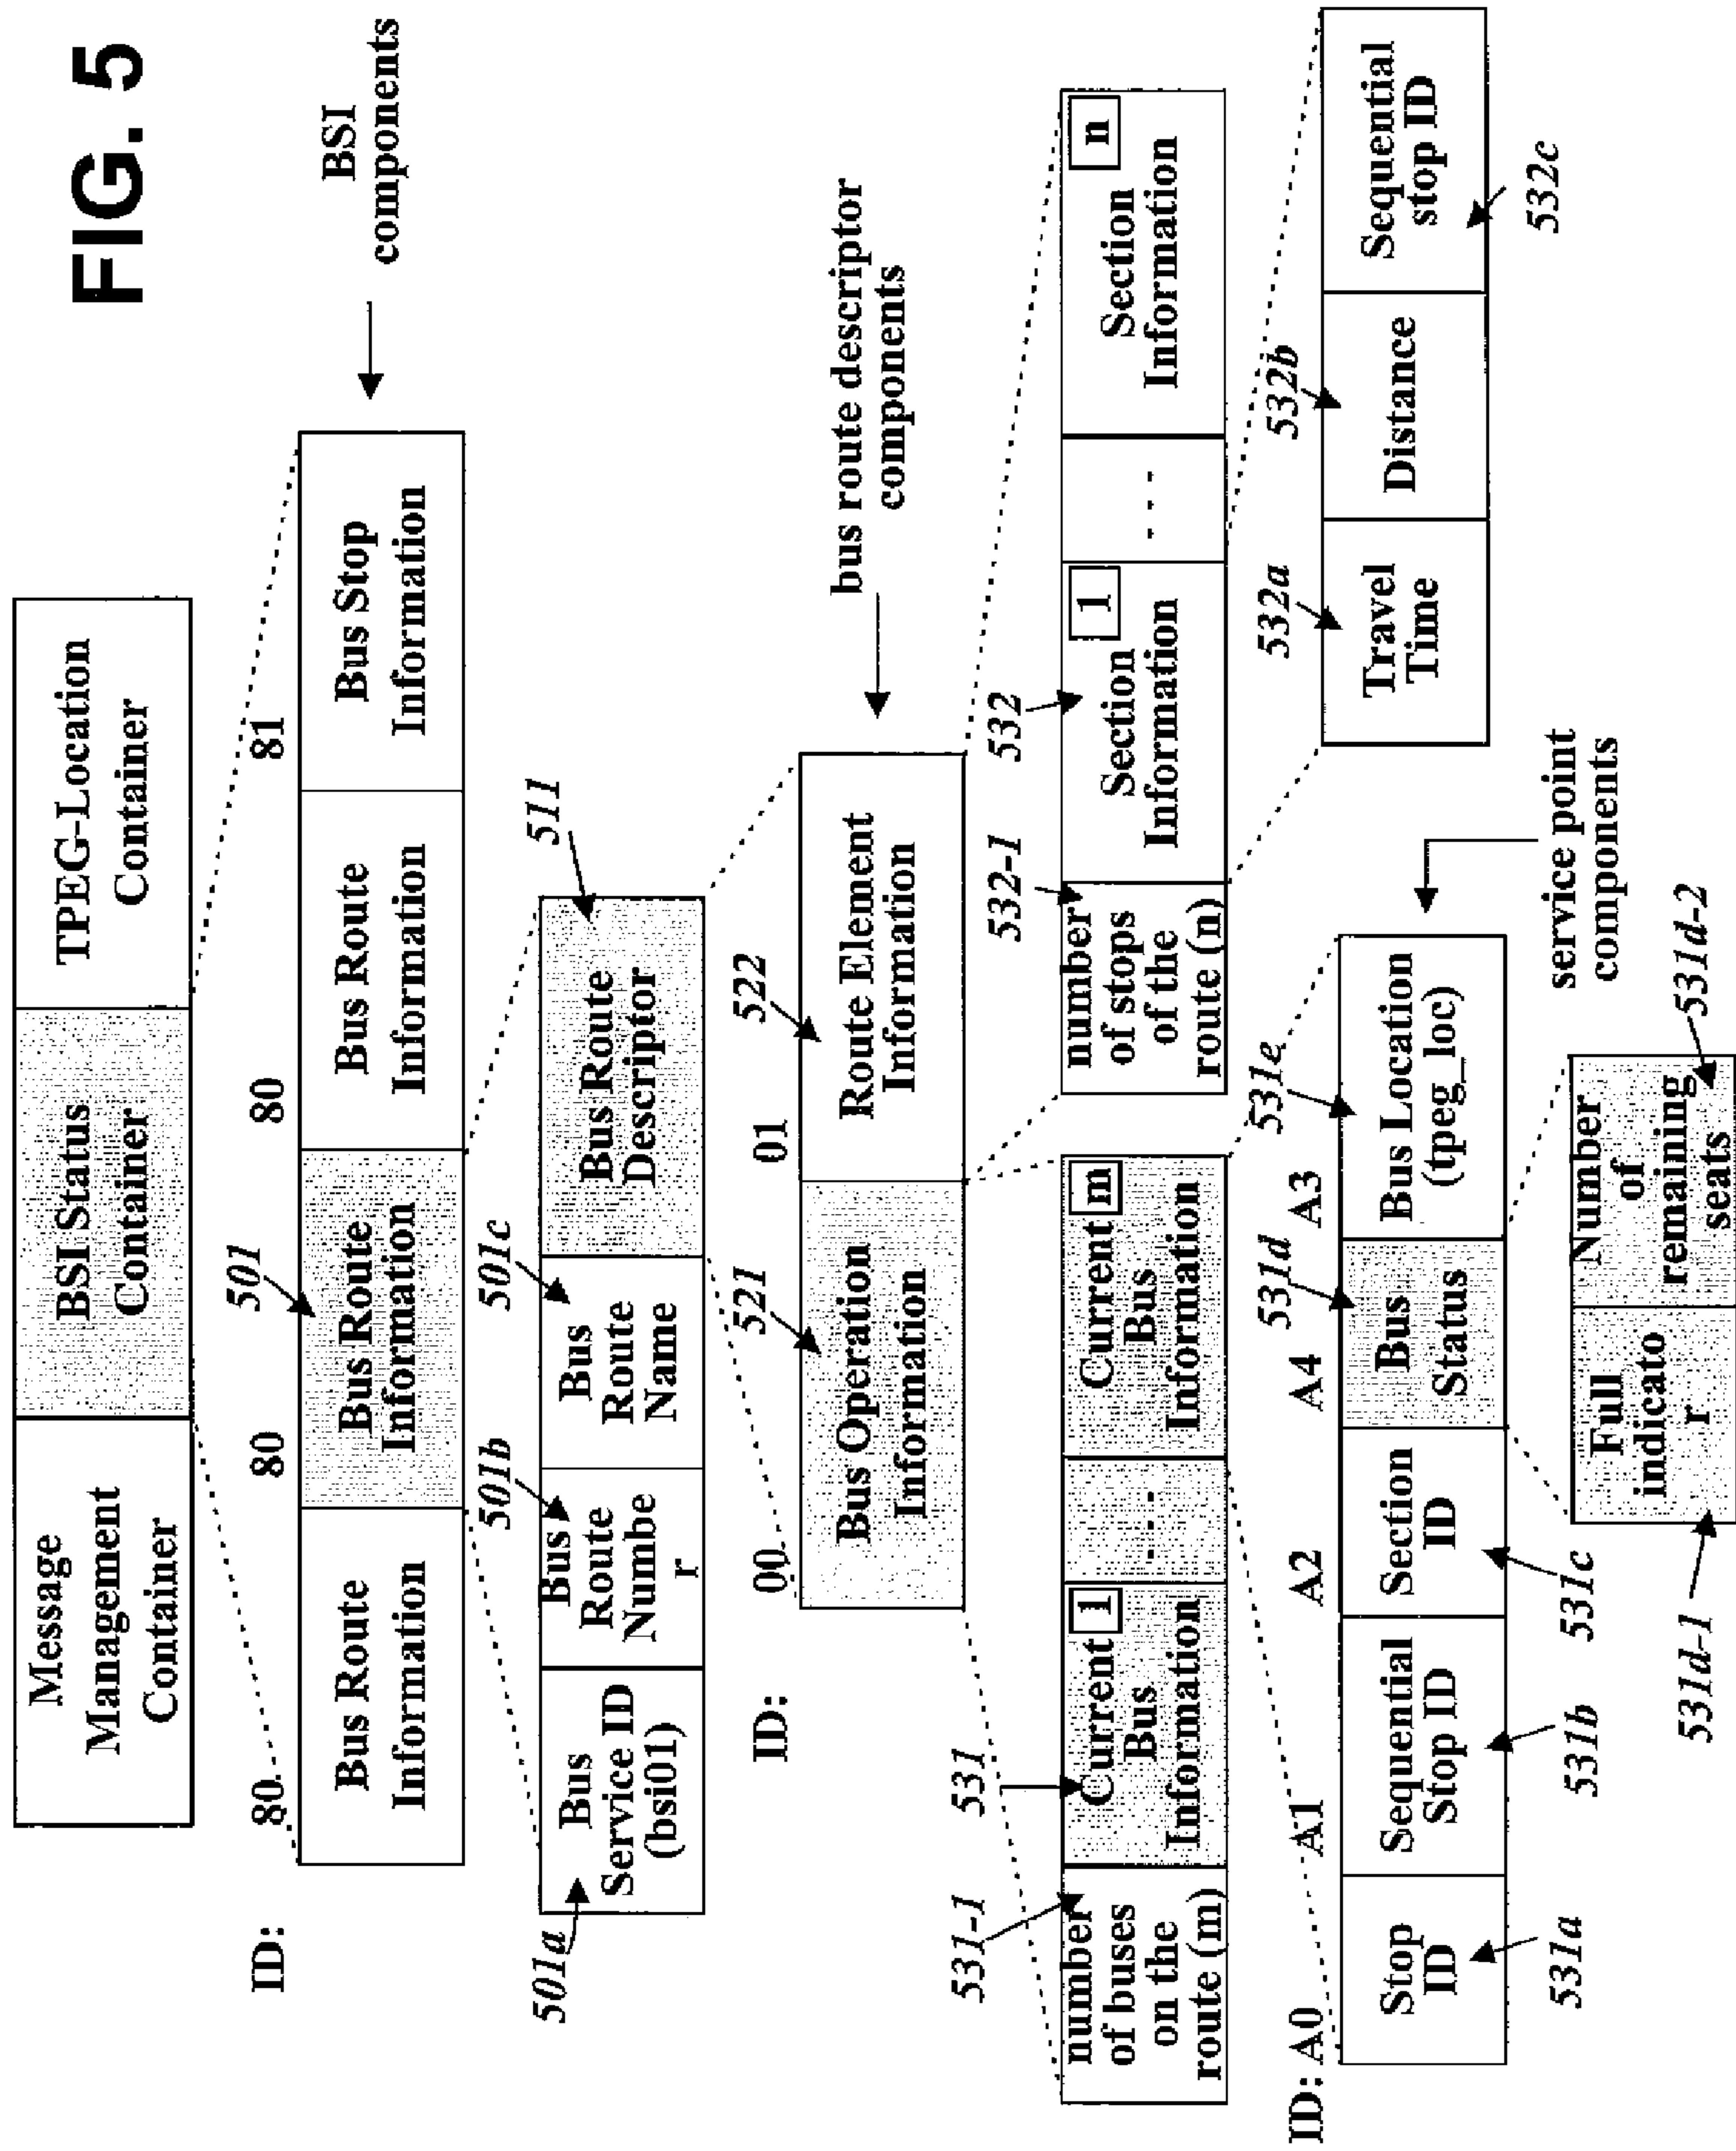 FIG. 5
Message
Management
Container
BSI Status
Container
TPEG-Location
Container
ID:
80
80
501
80
81
BSI
components
Bus Route
Information
Bus Route
Information
Bus Route
Information
Bus Stop
Information
501a
501b
501c
511
Bus
Service ID
(bsi01)
Bus
Route
Numbe
r
Bus
Route
Name
Bus Route
Descriptor
ID:
00
521
01
522
bus route descriptor
components
Bus Operation
Information
Route Element
Information
531-1
531
532-1
532
number
of buses
on the
route (m)
Current 1
Bus
Information
- - -
Current m
Bus
Information
number
of stops
of the
route (n)
Section 1
Information
- - -
Section n
Information
ID: A0
A1
A2
A4
531d
A3
531e
532a
532b
Stop
ID
Sequential
Stop ID
Section
ID
Bus
Status
Bus Location
(tpeg_loc)
Travel
Time
Distance
Sequential
stop ID
531a
531b
531c
service point
components
532c
531d-1
Full
indicato
r
Number
of
remaining
seats
531d-2